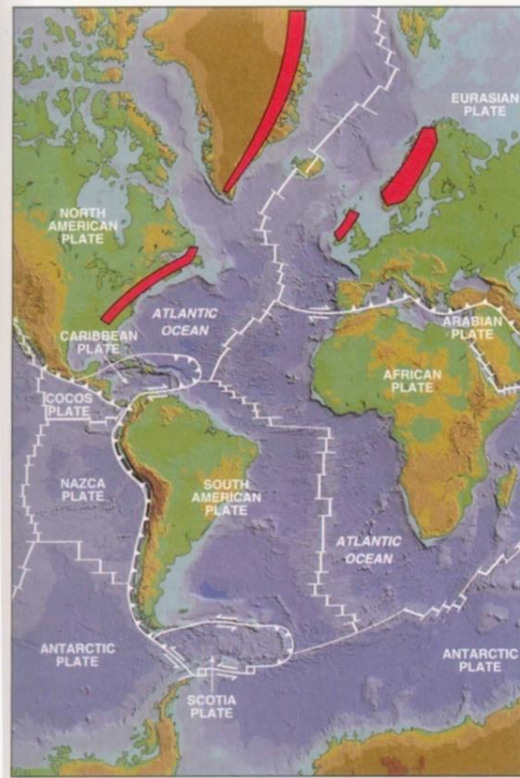 EURASIAN
PLATE
NORTH
AMERICAN
PLATE
ATLANTIC
OCEAN
CARIBBEAN
PLATE
ARABIAN
PLATE
AFRICAN
PLATE
COCOS
PLATE
NAZCA
PLATE
SOUTH
AMERICAN
PLATE
ATLANTIC
OCEAN
ANTARCTIC
PLATE
ANTARCTIC
PLATE
SCOTIA
PLATE